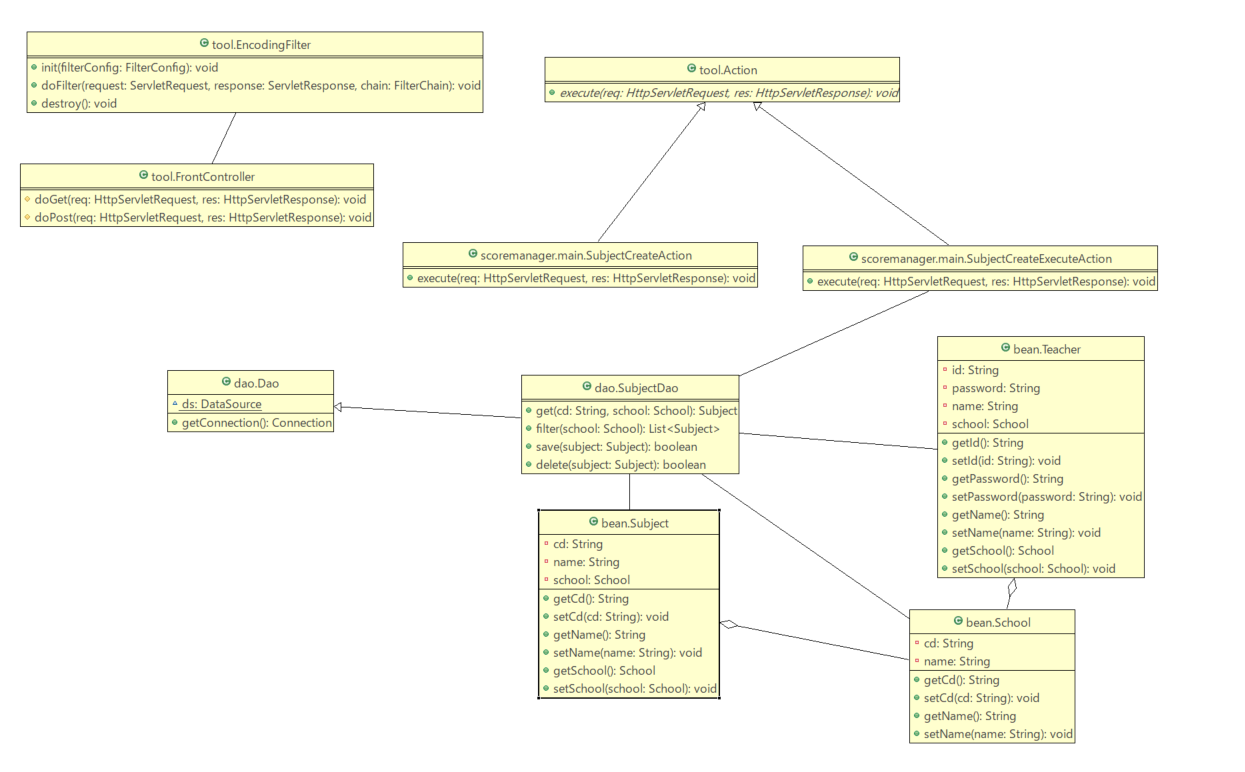 tool.EncodingFilter
init(filterConfig: FilterConfig): void
doFilter(request: ServletRequest, response: ServletResponse, chain: FilterChain): void
destroy(): void
tool.Action
execute(req: HttpServletRequest, res: HttpServletResponse): void
tool.FrontController
doGet(req: HttpServletRequest, res: HttpServletResponse): void
doPost(req: HttpServletRequest, res: HttpServletResponse): void
scoremanager.main.SubjectCreateAction
execute(req: HttpServletRequest, res: HttpServletResponse): void
scoremanager.main.SubjectCreateExecuteAction
execute(req: HttpServletRequest, res: HttpServletResponse): void
dao.Dao
ds: DataSource
getConnection(): Connection
dao.SubjectDao
get(cd: String, school: School): Subject
filter(school: School): List<Subject>
save(subject: Subject): boolean
delete(subject: Subject): boolean
bean.Teacher
id: String
password: String
name: String
school: School
getId(): String
setId(id: String): void
getPassword(): String
setPassword(password: String): void
getName(): String
setName(name: String): void
getSchool(): School
setSchool(school: School): void
bean.Subject
cd: String
name: String
school: School
getCd(): String
setCd(cd: String): void
getName(): String
setName(name: String): void
getSchool(): School
setSchool(school: School): void
bean.School
cd: String
name: String
getCd(): String
setCd(cd: String): void
getName(): String
setName(name: String): void